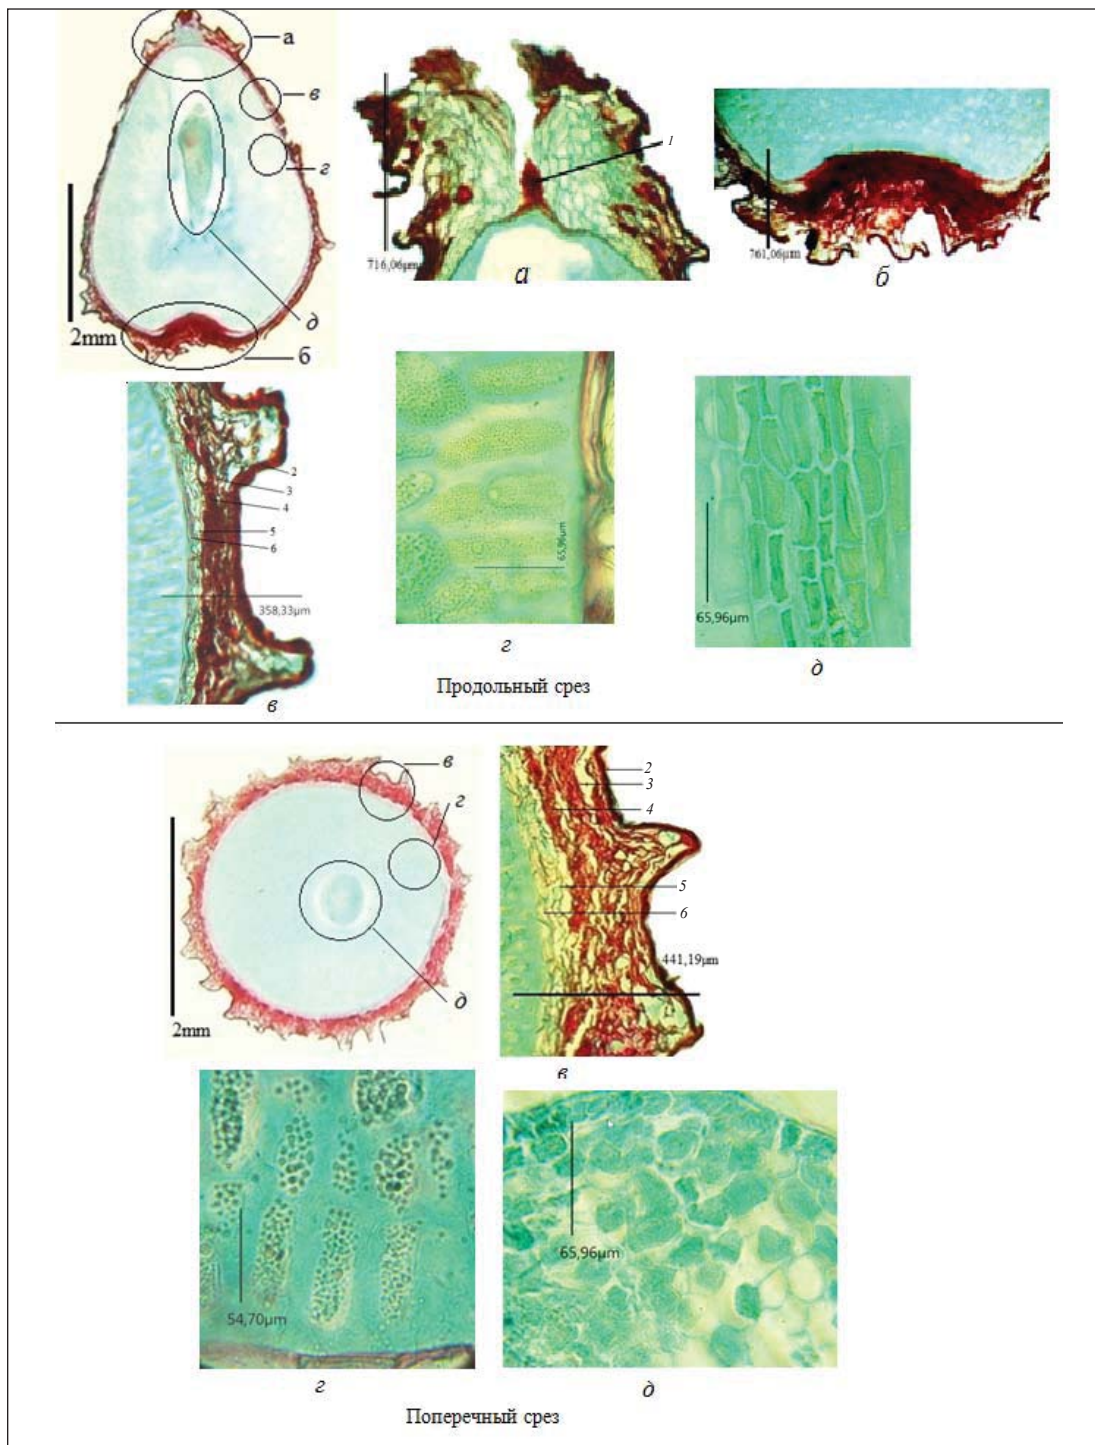 а
в
г
2mm
д
б
1
716,06µm
а
761,06µm
б
2
3
4
5
6
358,33µm
в
65,96µm
г
65,96µm
д
Продольный срез
в
г
2mm
д
2
3
4
5
6
441,19µm
в
54,70µm
г
65,96µm
д
Поперечный срез